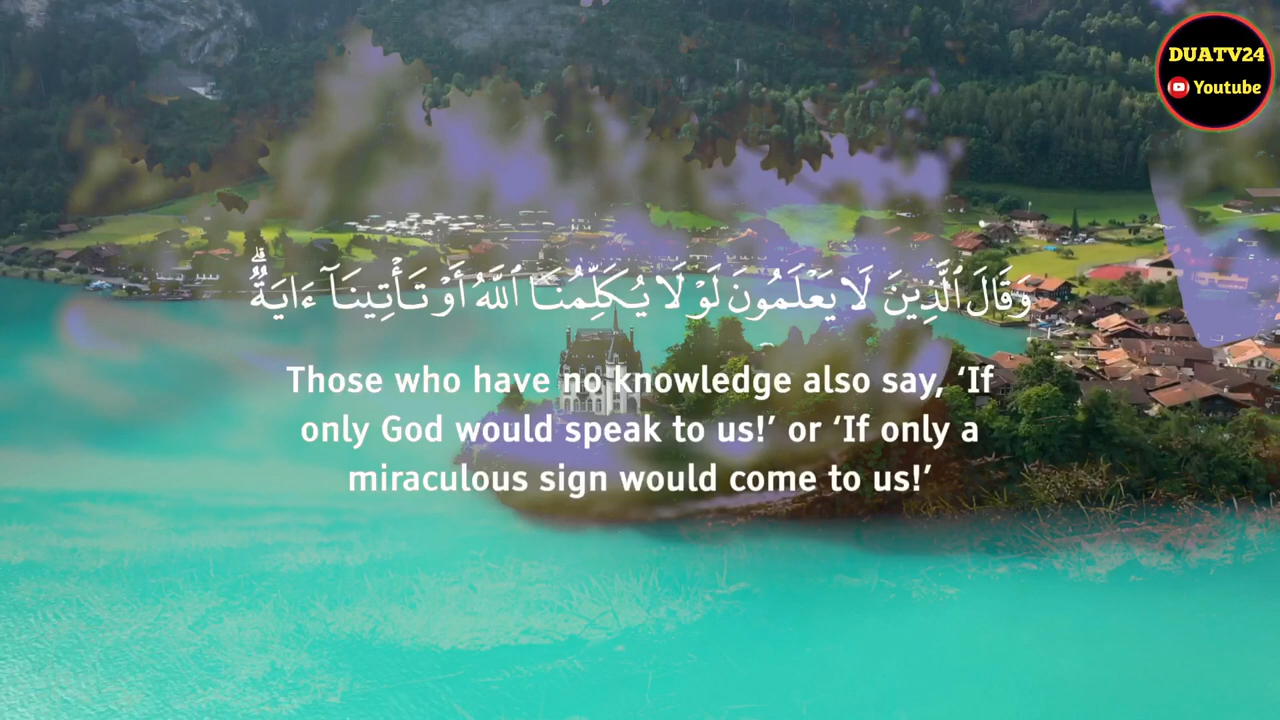 DUATV24
Youtube
وَقَالَ ٱلَّذِينَ لَا يَعْلَمُونَ لَوْلَا يُكَلِّمُنَا ٱللَّهُ أَوْ تَأْتِينَآ ءَايَةٌ ۗ
Those who have no knowledge also say, ‘If
only God would speak to us!’ or ‘If only a
miraculous sign would come to us!’